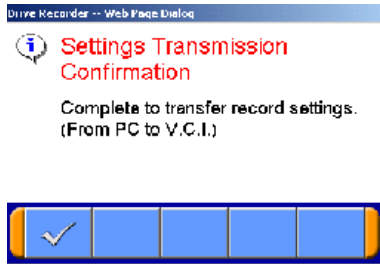 Drive Recorder -- Web Page Dialog
Settings Transmission
Confirmation
Complete to transfer record settings.
(From PC to V.C.I.)